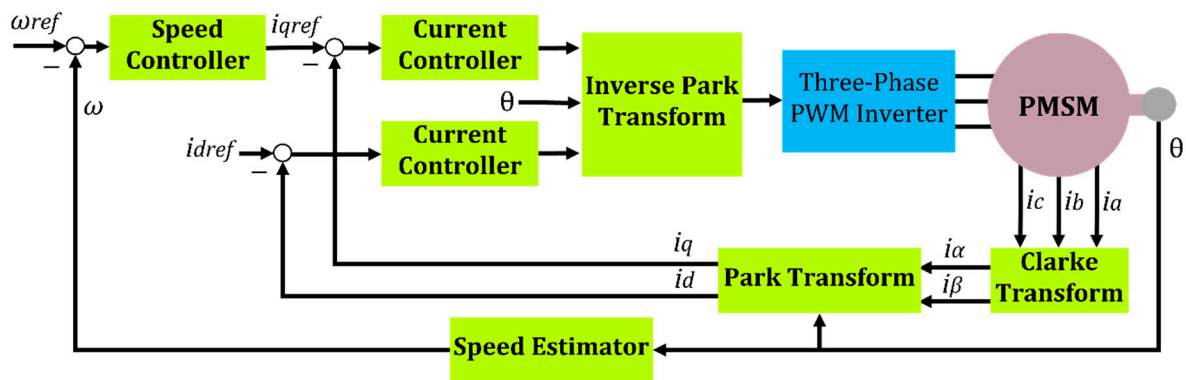 ωref
−
ω
Speed
Controller
iqref
−
Current
Controller
θ
idref
−
Current
Controller
Inverse Park
Transform
Three-Phase
PWM Inverter
PMSM
θ
ic
ib
ia
Clarke
Transform
iα
iβ
Park Transform
iq
id
Speed Estimator